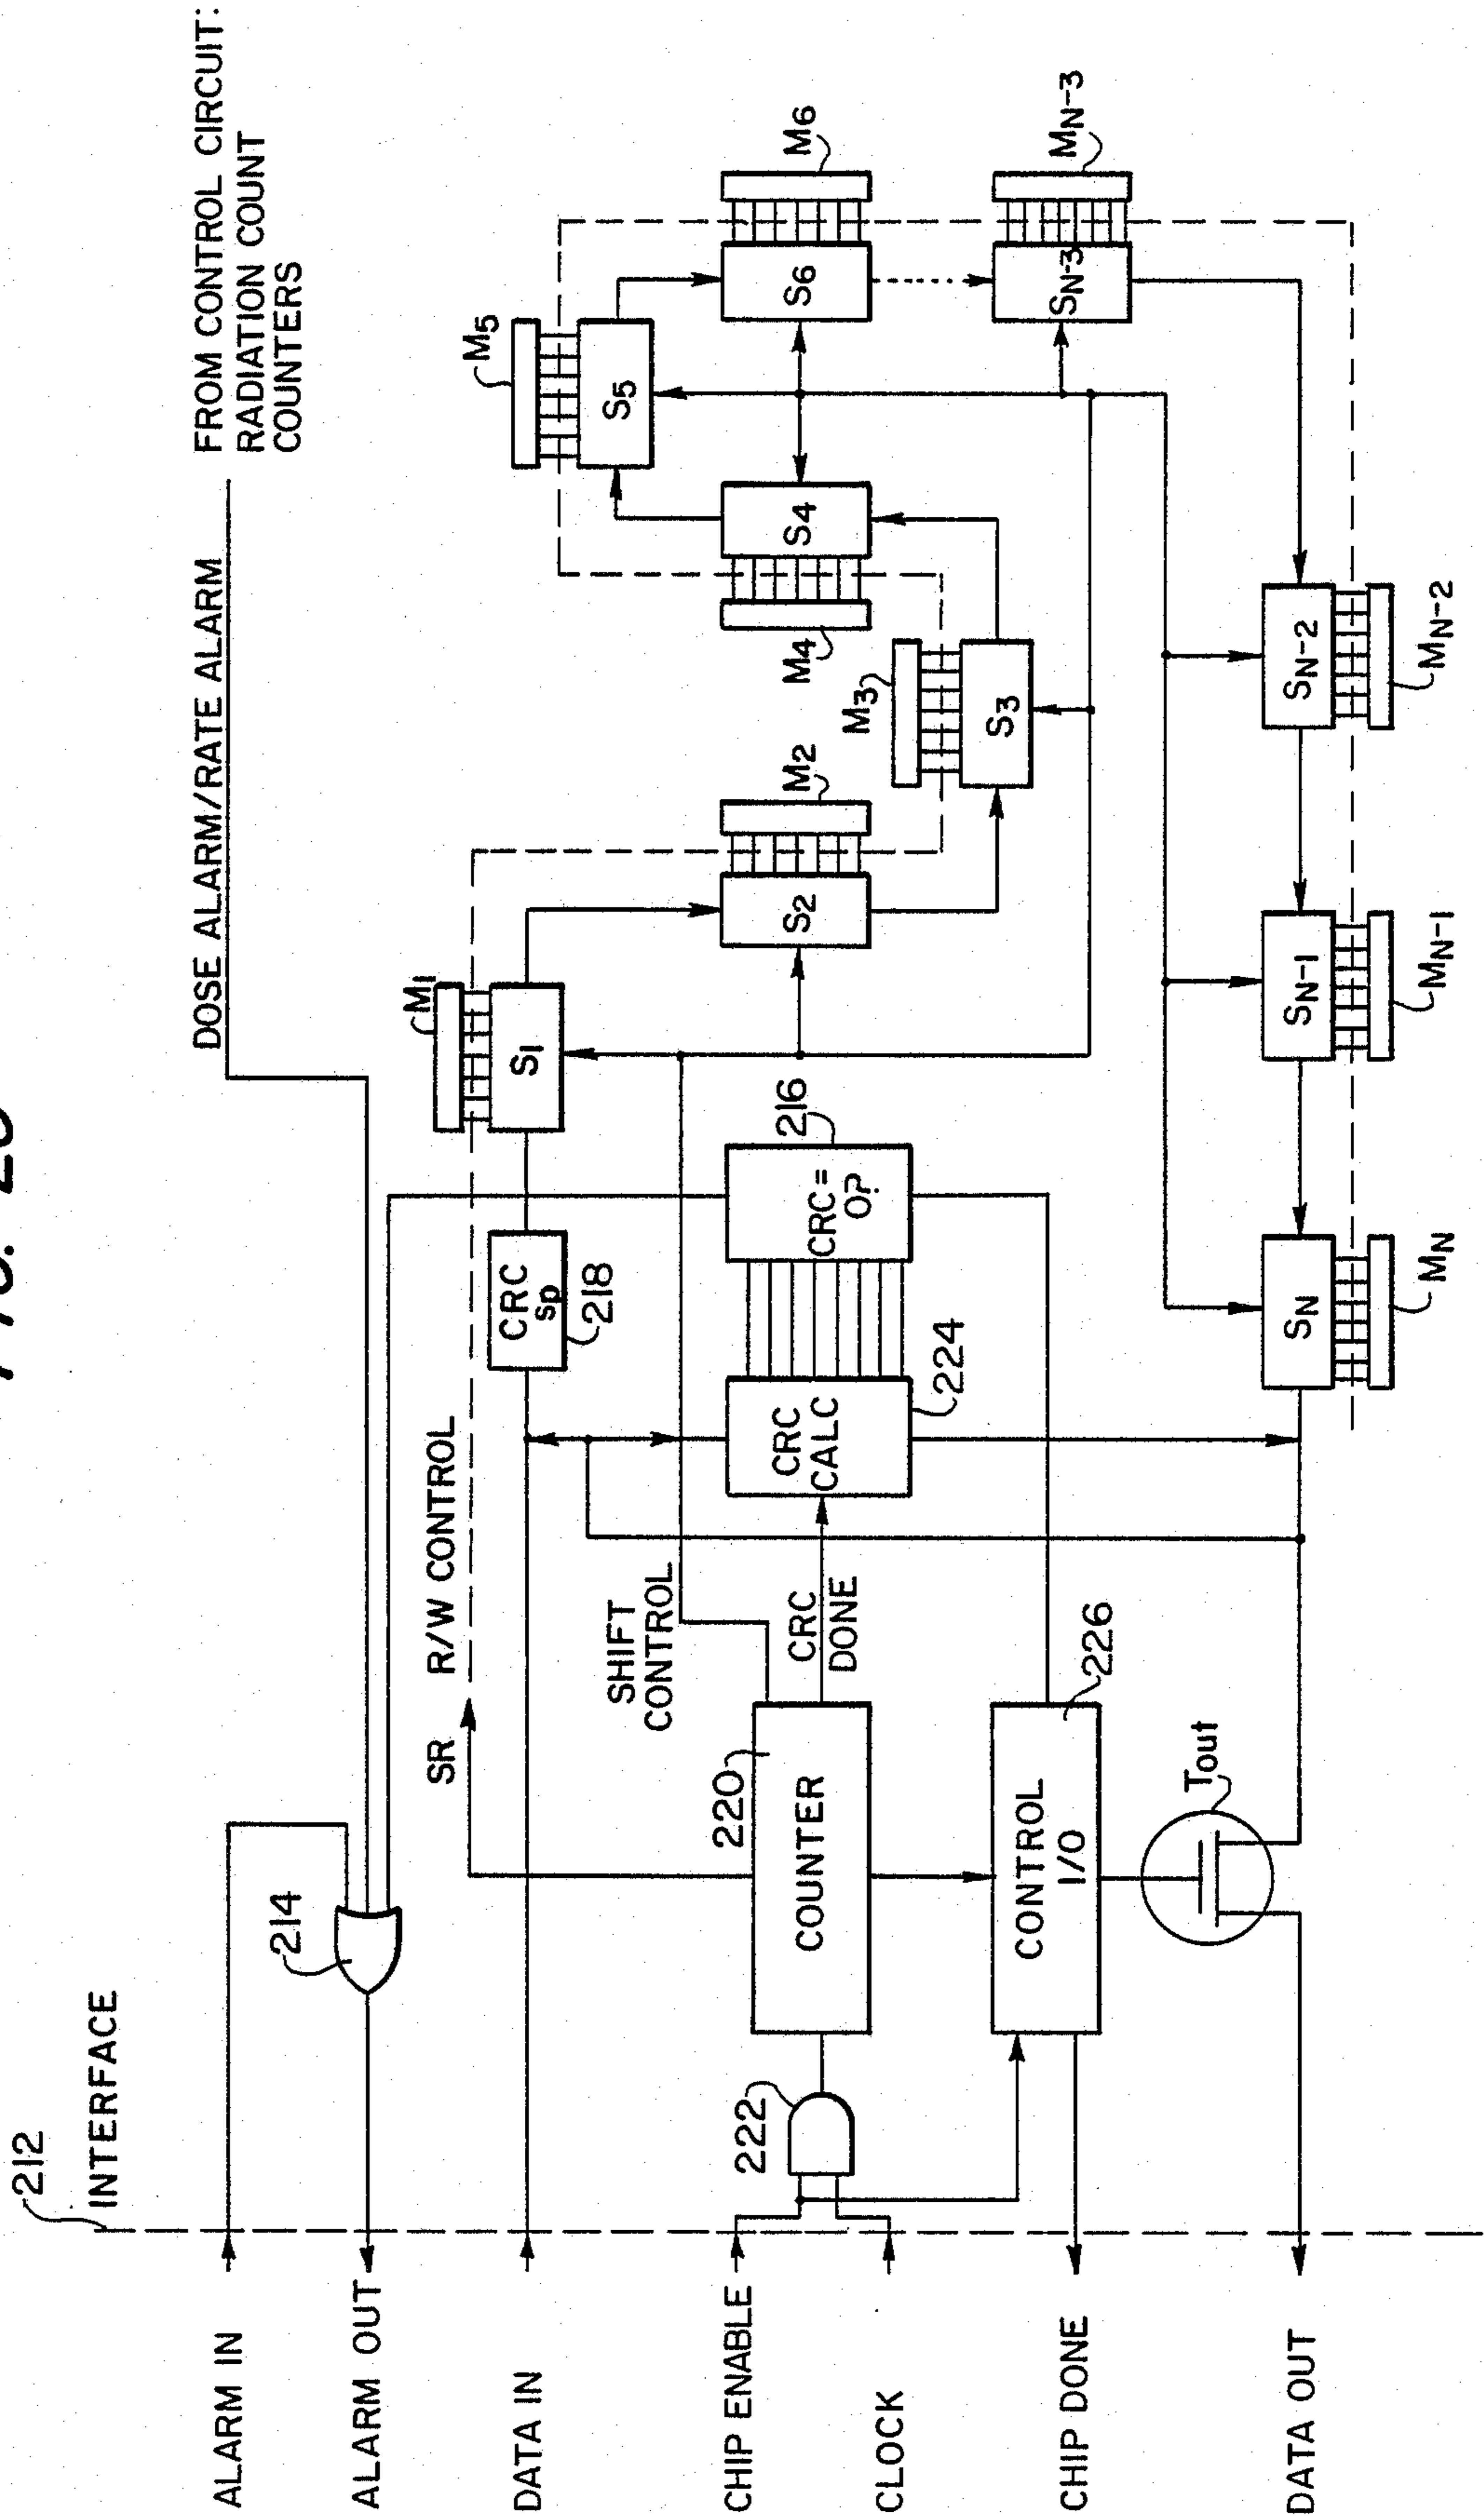 212
INTERFACE
ALARM IN
ALARM OUT
DATA IN
CHIP ENABLE
CLOCK
CHIP DONE
DATA OUT
214
DOSE ALARM/RATE ALARM
FROM CONTROL CIRCUIT:
RADIATION COUNT
COUNTERS
SR
R/W CONTROL
SHIFT
CONTROL
222
220
COUNTER
CRC
DONE
CONTROL
I/O
226
Tout
CRC
sp
218
CRC
CALC
224
CRC =
0?
216
M1
S1
M2
S2
M3
S3
M4
S4
M5
S5
M6
S6
MN-3
SN-3
MN-2
SN-2
MN-1
SN-1
MN
SN